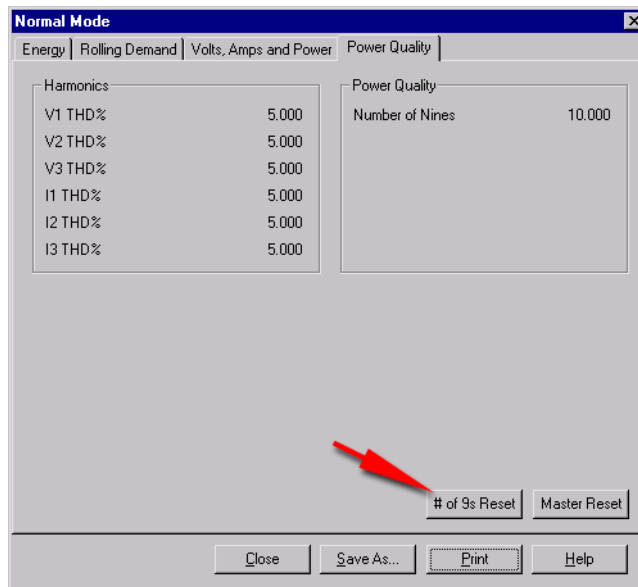 Normal Mode
Energy Rolling Demand Volts, Amps and Power Power Quality
Harmonics
V1 THD% 5.000
V2 THD% 5.000
V3 THD% 5.000
I1 THD% 5.000
I2 THD% 5.000
I3 THD% 5.000
Power Quality
Number of Nines 10.000
# of 9s Reset Master Reset
Close Save As... Print Help